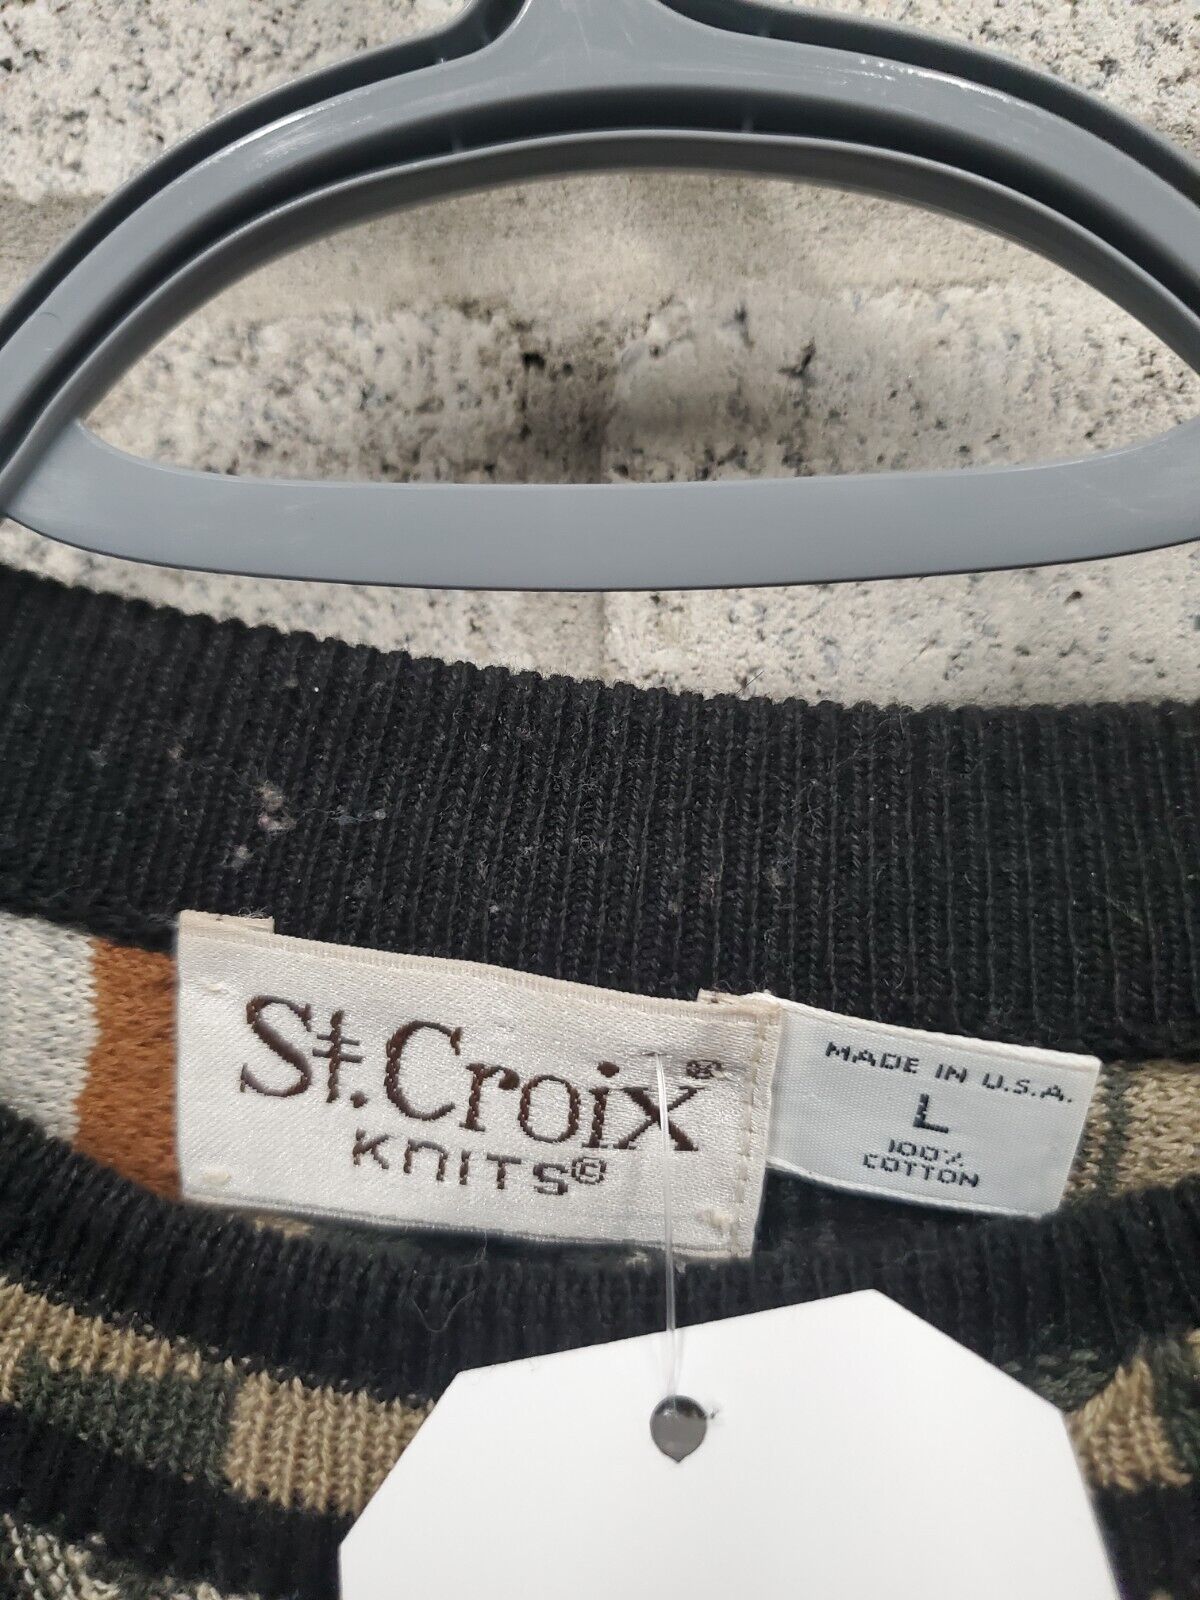 St.Croix®
KNITS®
MADE IN U.S.A.
L
100%
COTTON